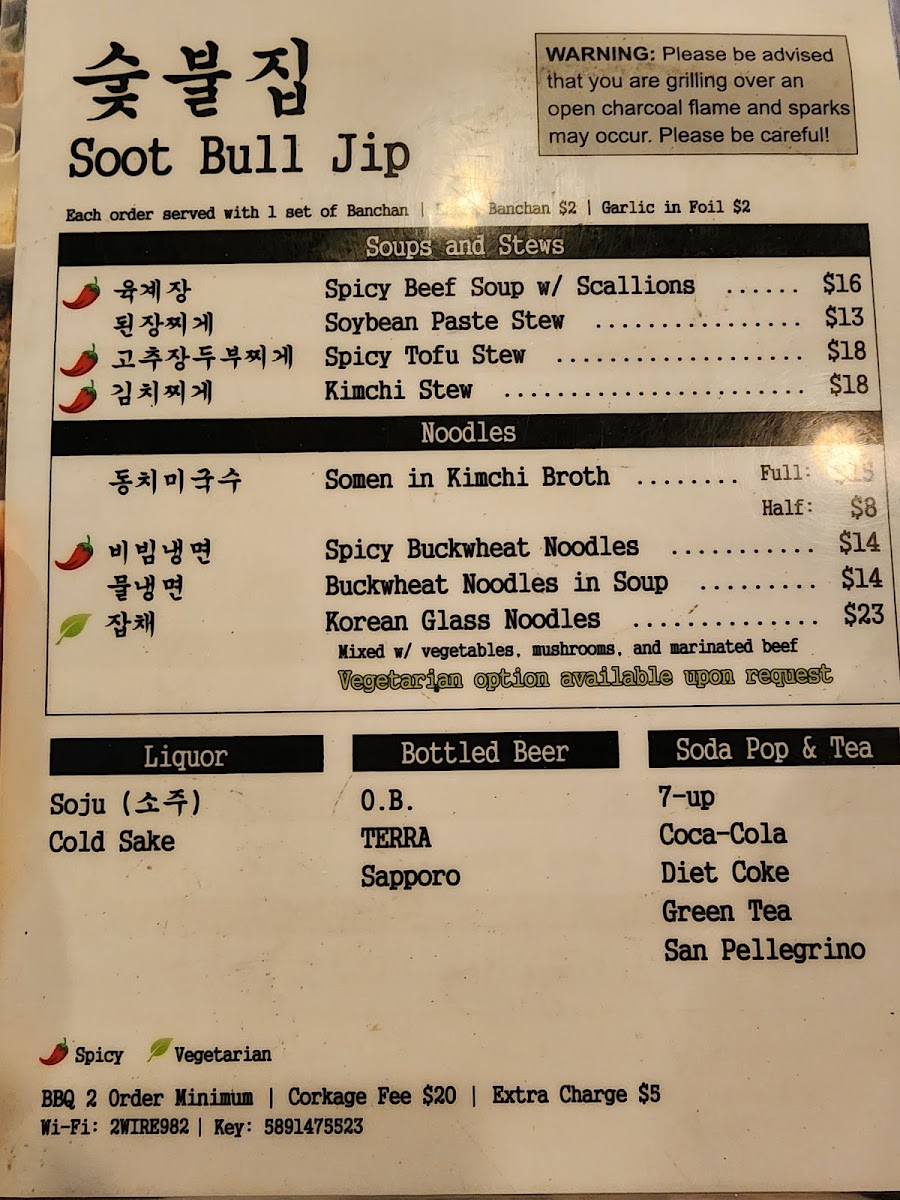 숯불집
Soot Bull Jip
WARNING: Please be advised
that you are grilling over an
open charcoal flame and sparks
may occur. Please be careful!
Each order served with 1 set of Banchan | Banchan $2 | Garlic in Foil $2
Soups and Stews
육계장 Spicy Beef Soup w/ Scallions ...... $16
된장찌게 Soybean Paste Stew ................ $13
고추장두부찌게 Spicy Tofu Stew ................... $18
김치찌게 Kimchi Stew ....................... $18
Noodles
동치미국수 Somen in Kimchi Broth ........ Full: $15
Half: $8
비빔냉면 Spicy Buckwheat Noodles ........... $14
물냉면 Buckwheat Noodles in Soup ......... $14
잡채 Korean Glass Noodles .............. $23
Mixed w/ vegetables, mushrooms, and marinated beef
Vegetarian option available upon request
Liquor
Soju (소주)
Cold Sake
Bottled Beer
O.B.
TERRA
Sapporo
Soda Pop & Tea
7-up
Coca-Cola
Diet Coke
Green Tea
San Pellegrino
Spicy Vegetarian
BBQ 2 Order Minimum | Corkage Fee $20 | Extra Charge $5
Wi-Fi: 2WIRE982 | Key: 5891475523